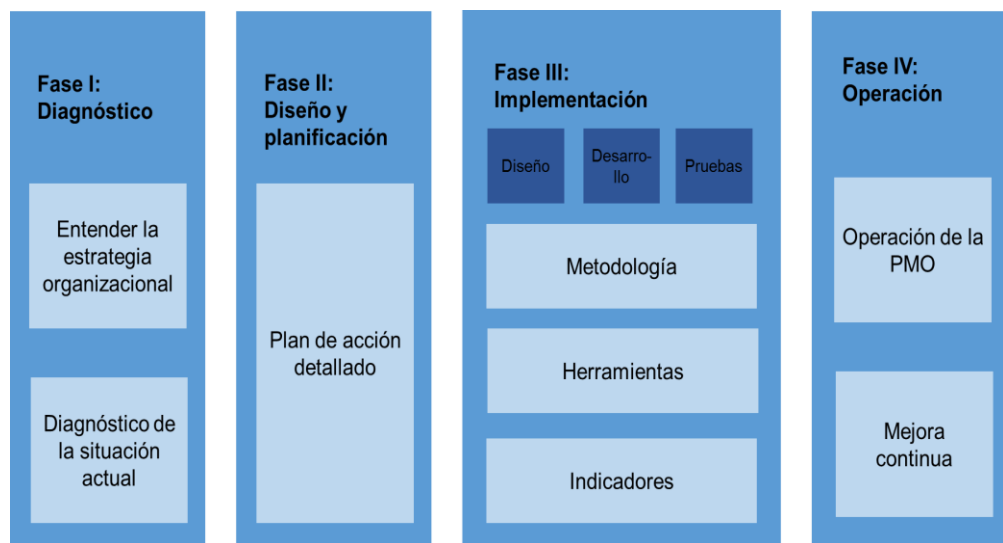 Fase I:
Diagnóstico
Entender la
estrategia
organizacional
Diagnóstico de
la situación
actual
Fase II:
Diseño y
planificación
Plan de acción
detallado
Fase III:
Implementación
Diseño
Desarro-
llo
Pruebas
Metodología
Herramientas
Indicadores
Fase IV:
Operación
Operación de la
PMO
Mejora
continua